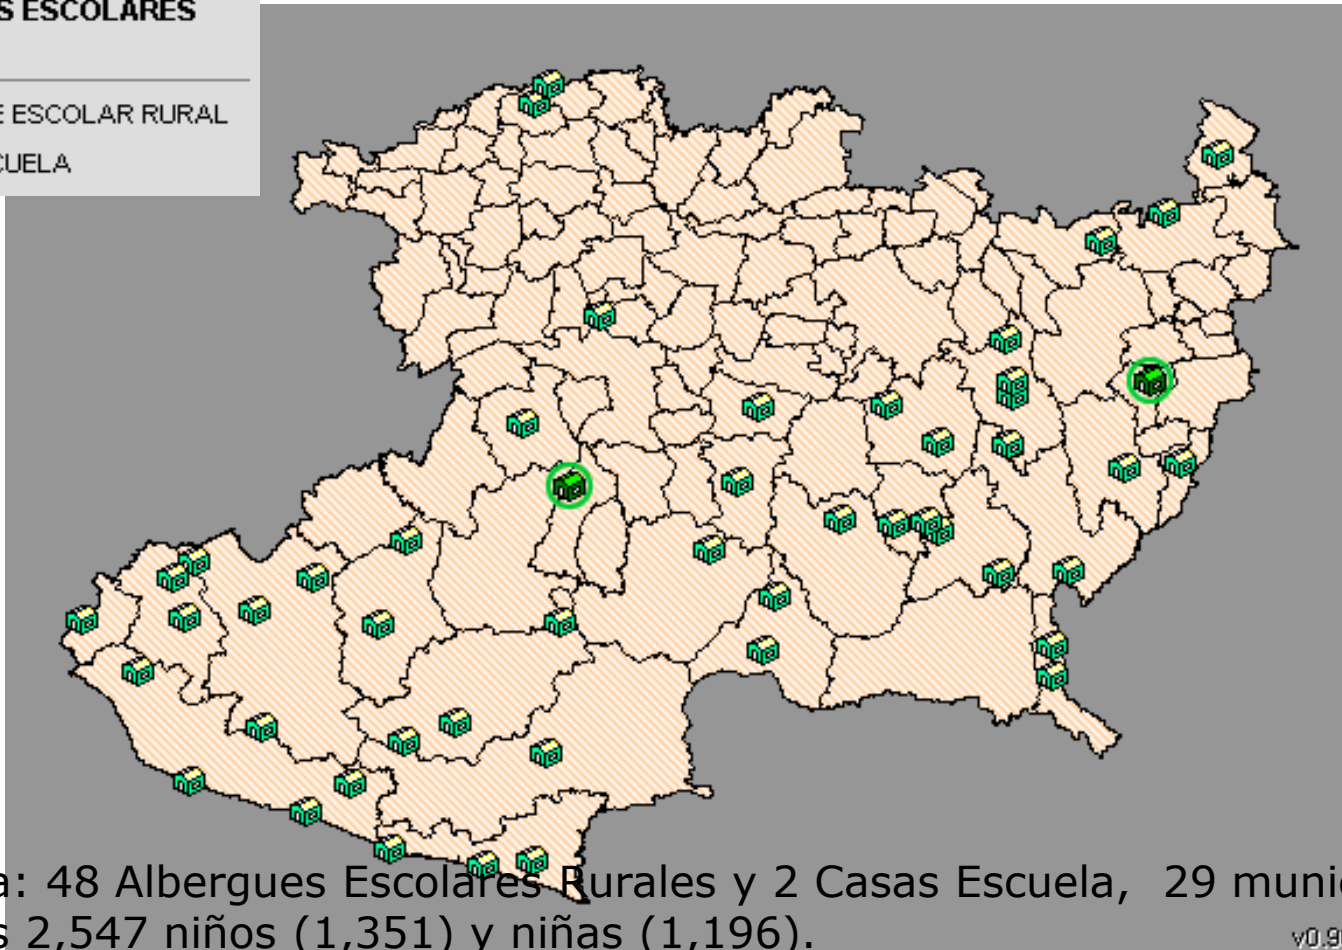 S ESCOLARES
E ESCOLAR RURAL
CUELA
a: 48 Albergues Escolares Rurales y 2 Casas Escuela, 29 muni
s 2,547 niños (1,351) y niñas (1,196).
v0.9